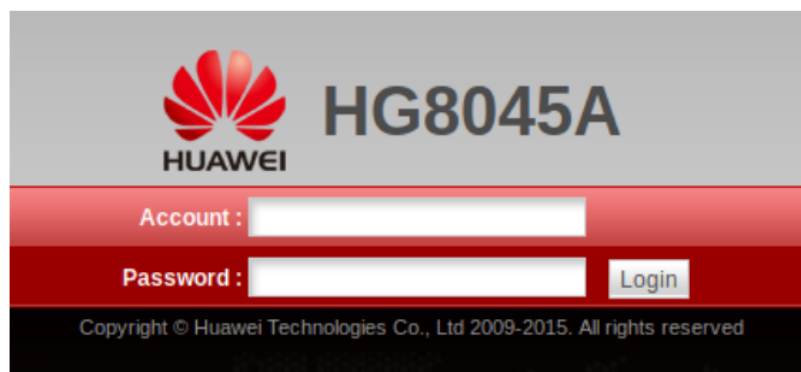 HUAWEI
HG8045A
Account :
Password :
Login
Copyright © Huawei Technologies Co., Ltd 2009-2015. All rights reserved